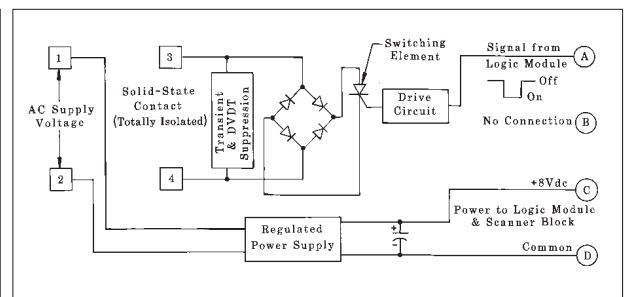 1
AC Supply
Voltage
2
3
Solid-State
Contact
(Totally Isolated)
4
Transient
& DVDT
Suppression
Switching
Element
Drive
Circuit
Signal from
Logic Module
Off
On
A
No Connection
B
+8Vdc
C
Power to Logic Module
& Scanner Block
Regulated
Power Supply
+
-
Common
D